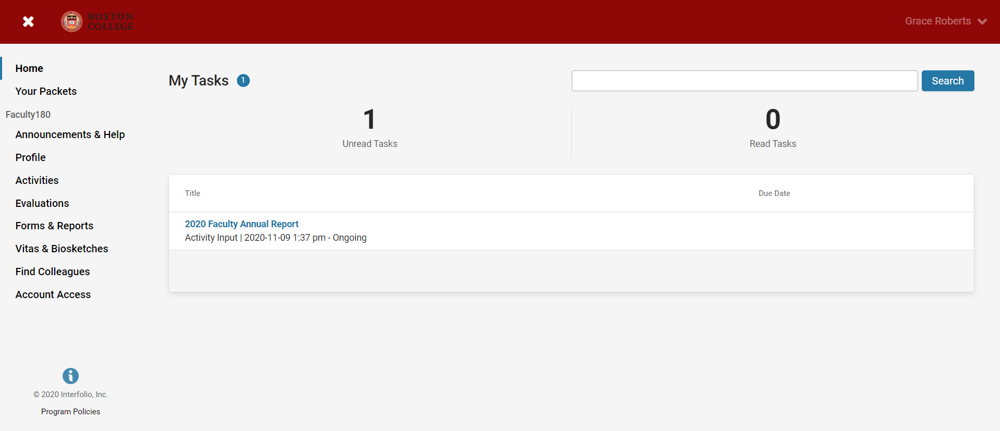 BOSTON
COLLEGE
Grace Roberts
Home
Your Packets
Faculty180
Announcements & Help
Profile
Activities
Evaluations
Forms & Reports
Vitas & Biosketches
Find Colleagues
Account Access
© 2020 Interfolio, Inc.
Program Policies
My Tasks 1
Search
1
Unread Tasks
0
Read Tasks
Title Due Date
2020 Faculty Annual Report
Activity Input | 2020-11-09 1:37 pm - Ongoing